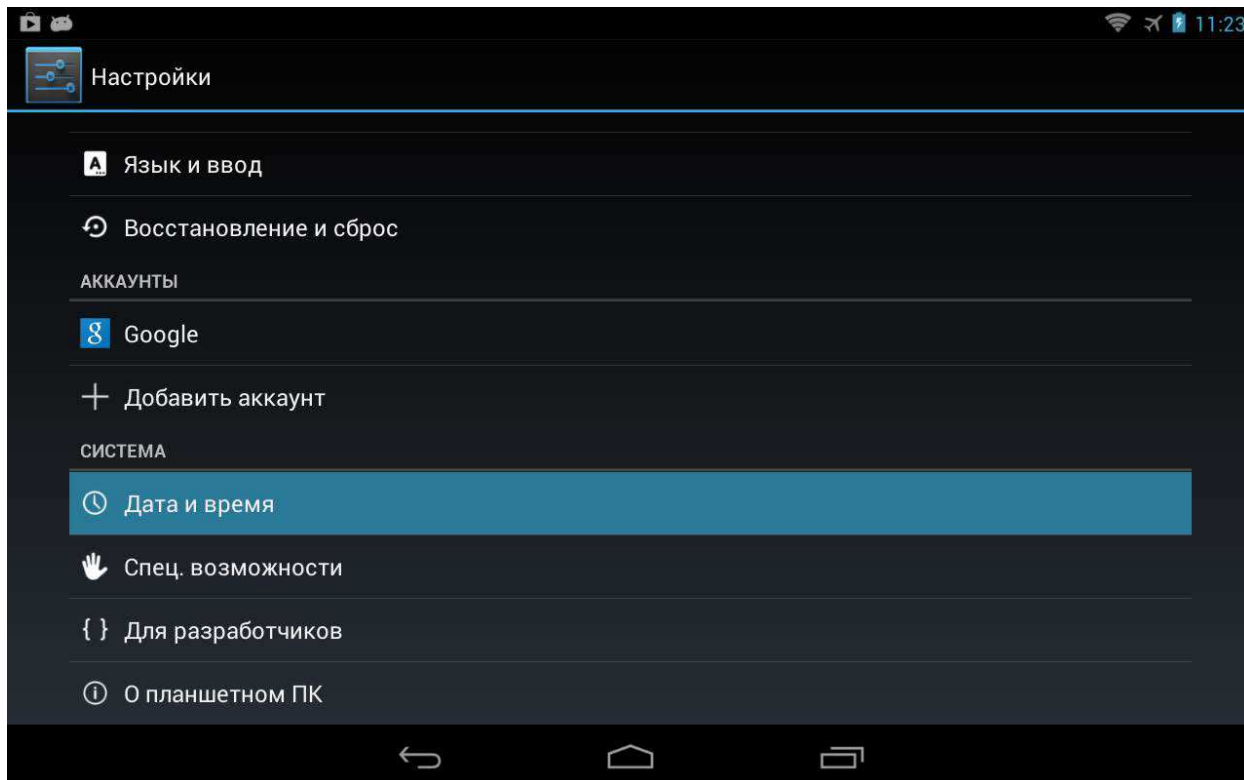 11:23
Настройки
Язык и ввод
Восстановление и сброс
АККАУНТЫ
Google
Добавить аккаунт
СИСТЕМА
Дата и время
Спец. возможности
{ } Для разработчиков
О планшетном ПК